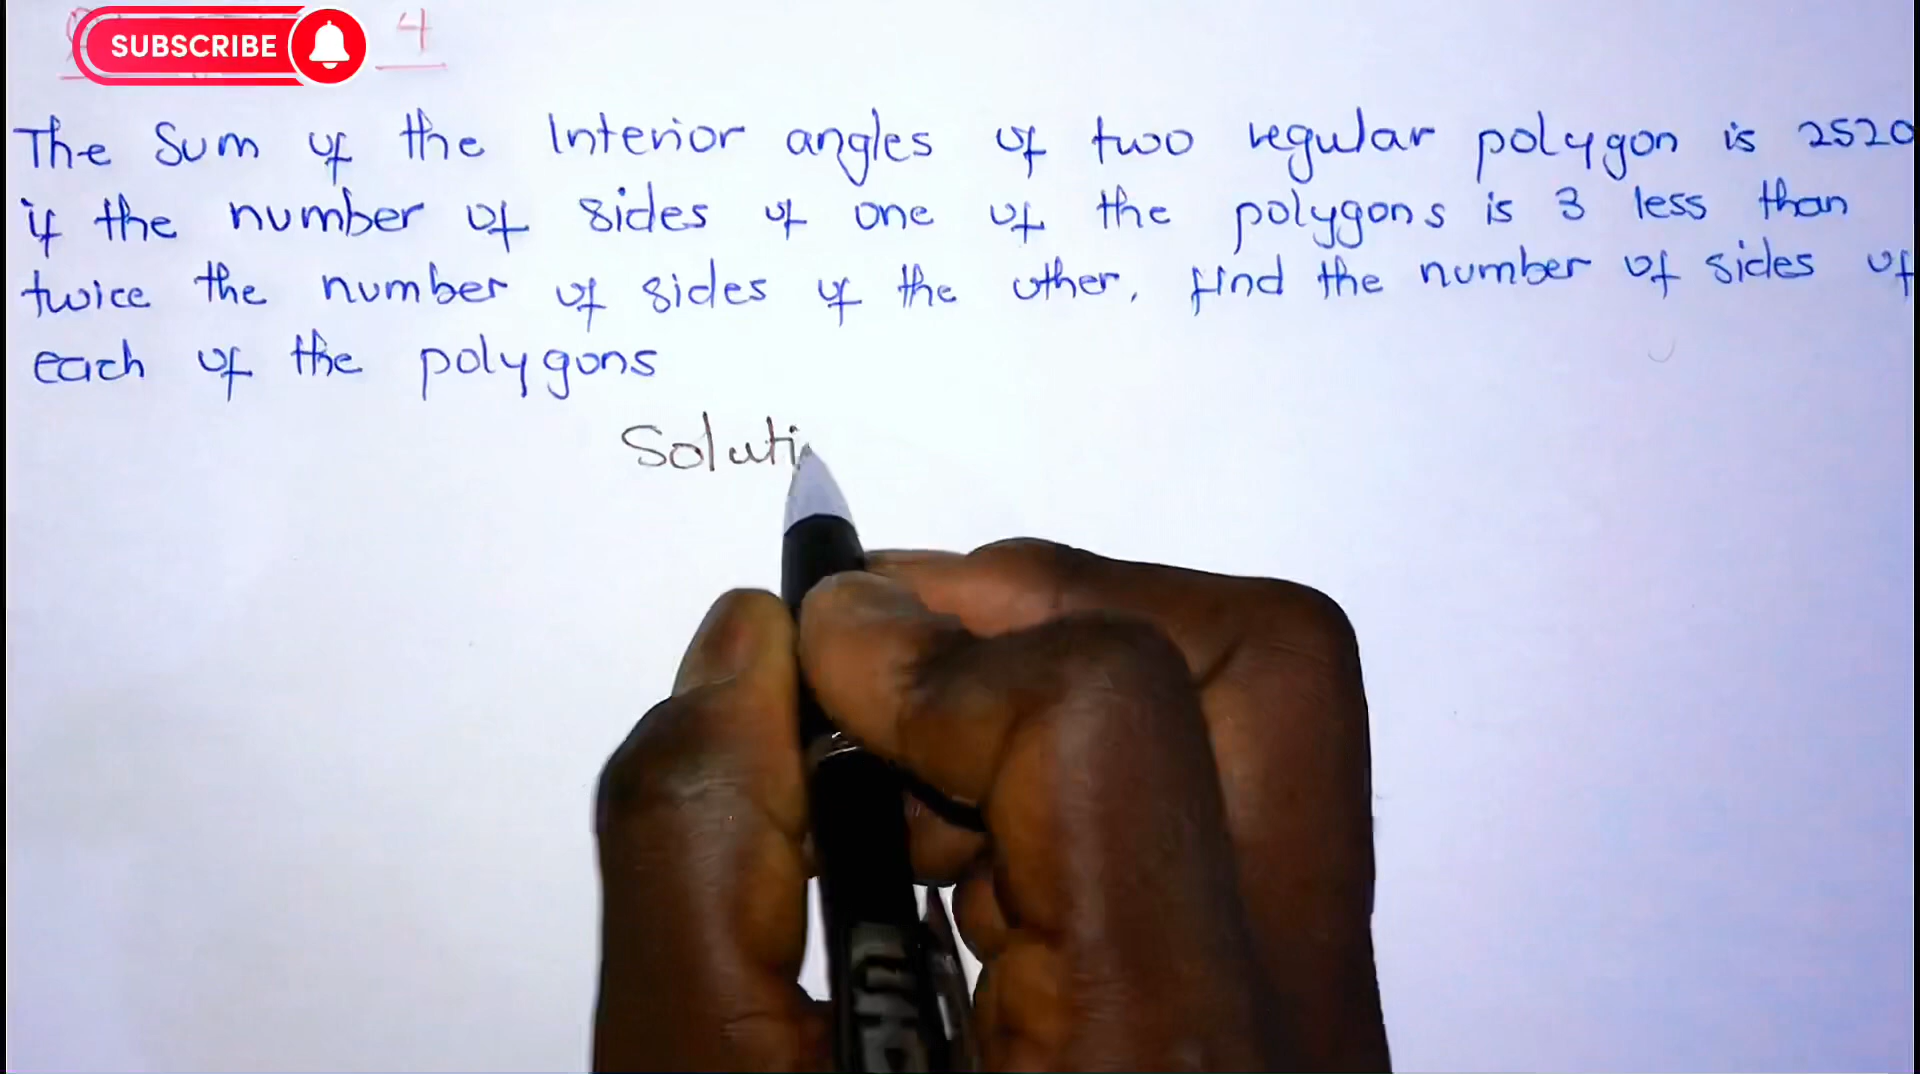 SUBSCRIBE 4
The Sum of the Interior angles of two regular polygon is 2520
if the number of sides of one of the polygons is 3 less than
twice the number of sides of the other, find the number of sides of
each of the polygons
Soluti